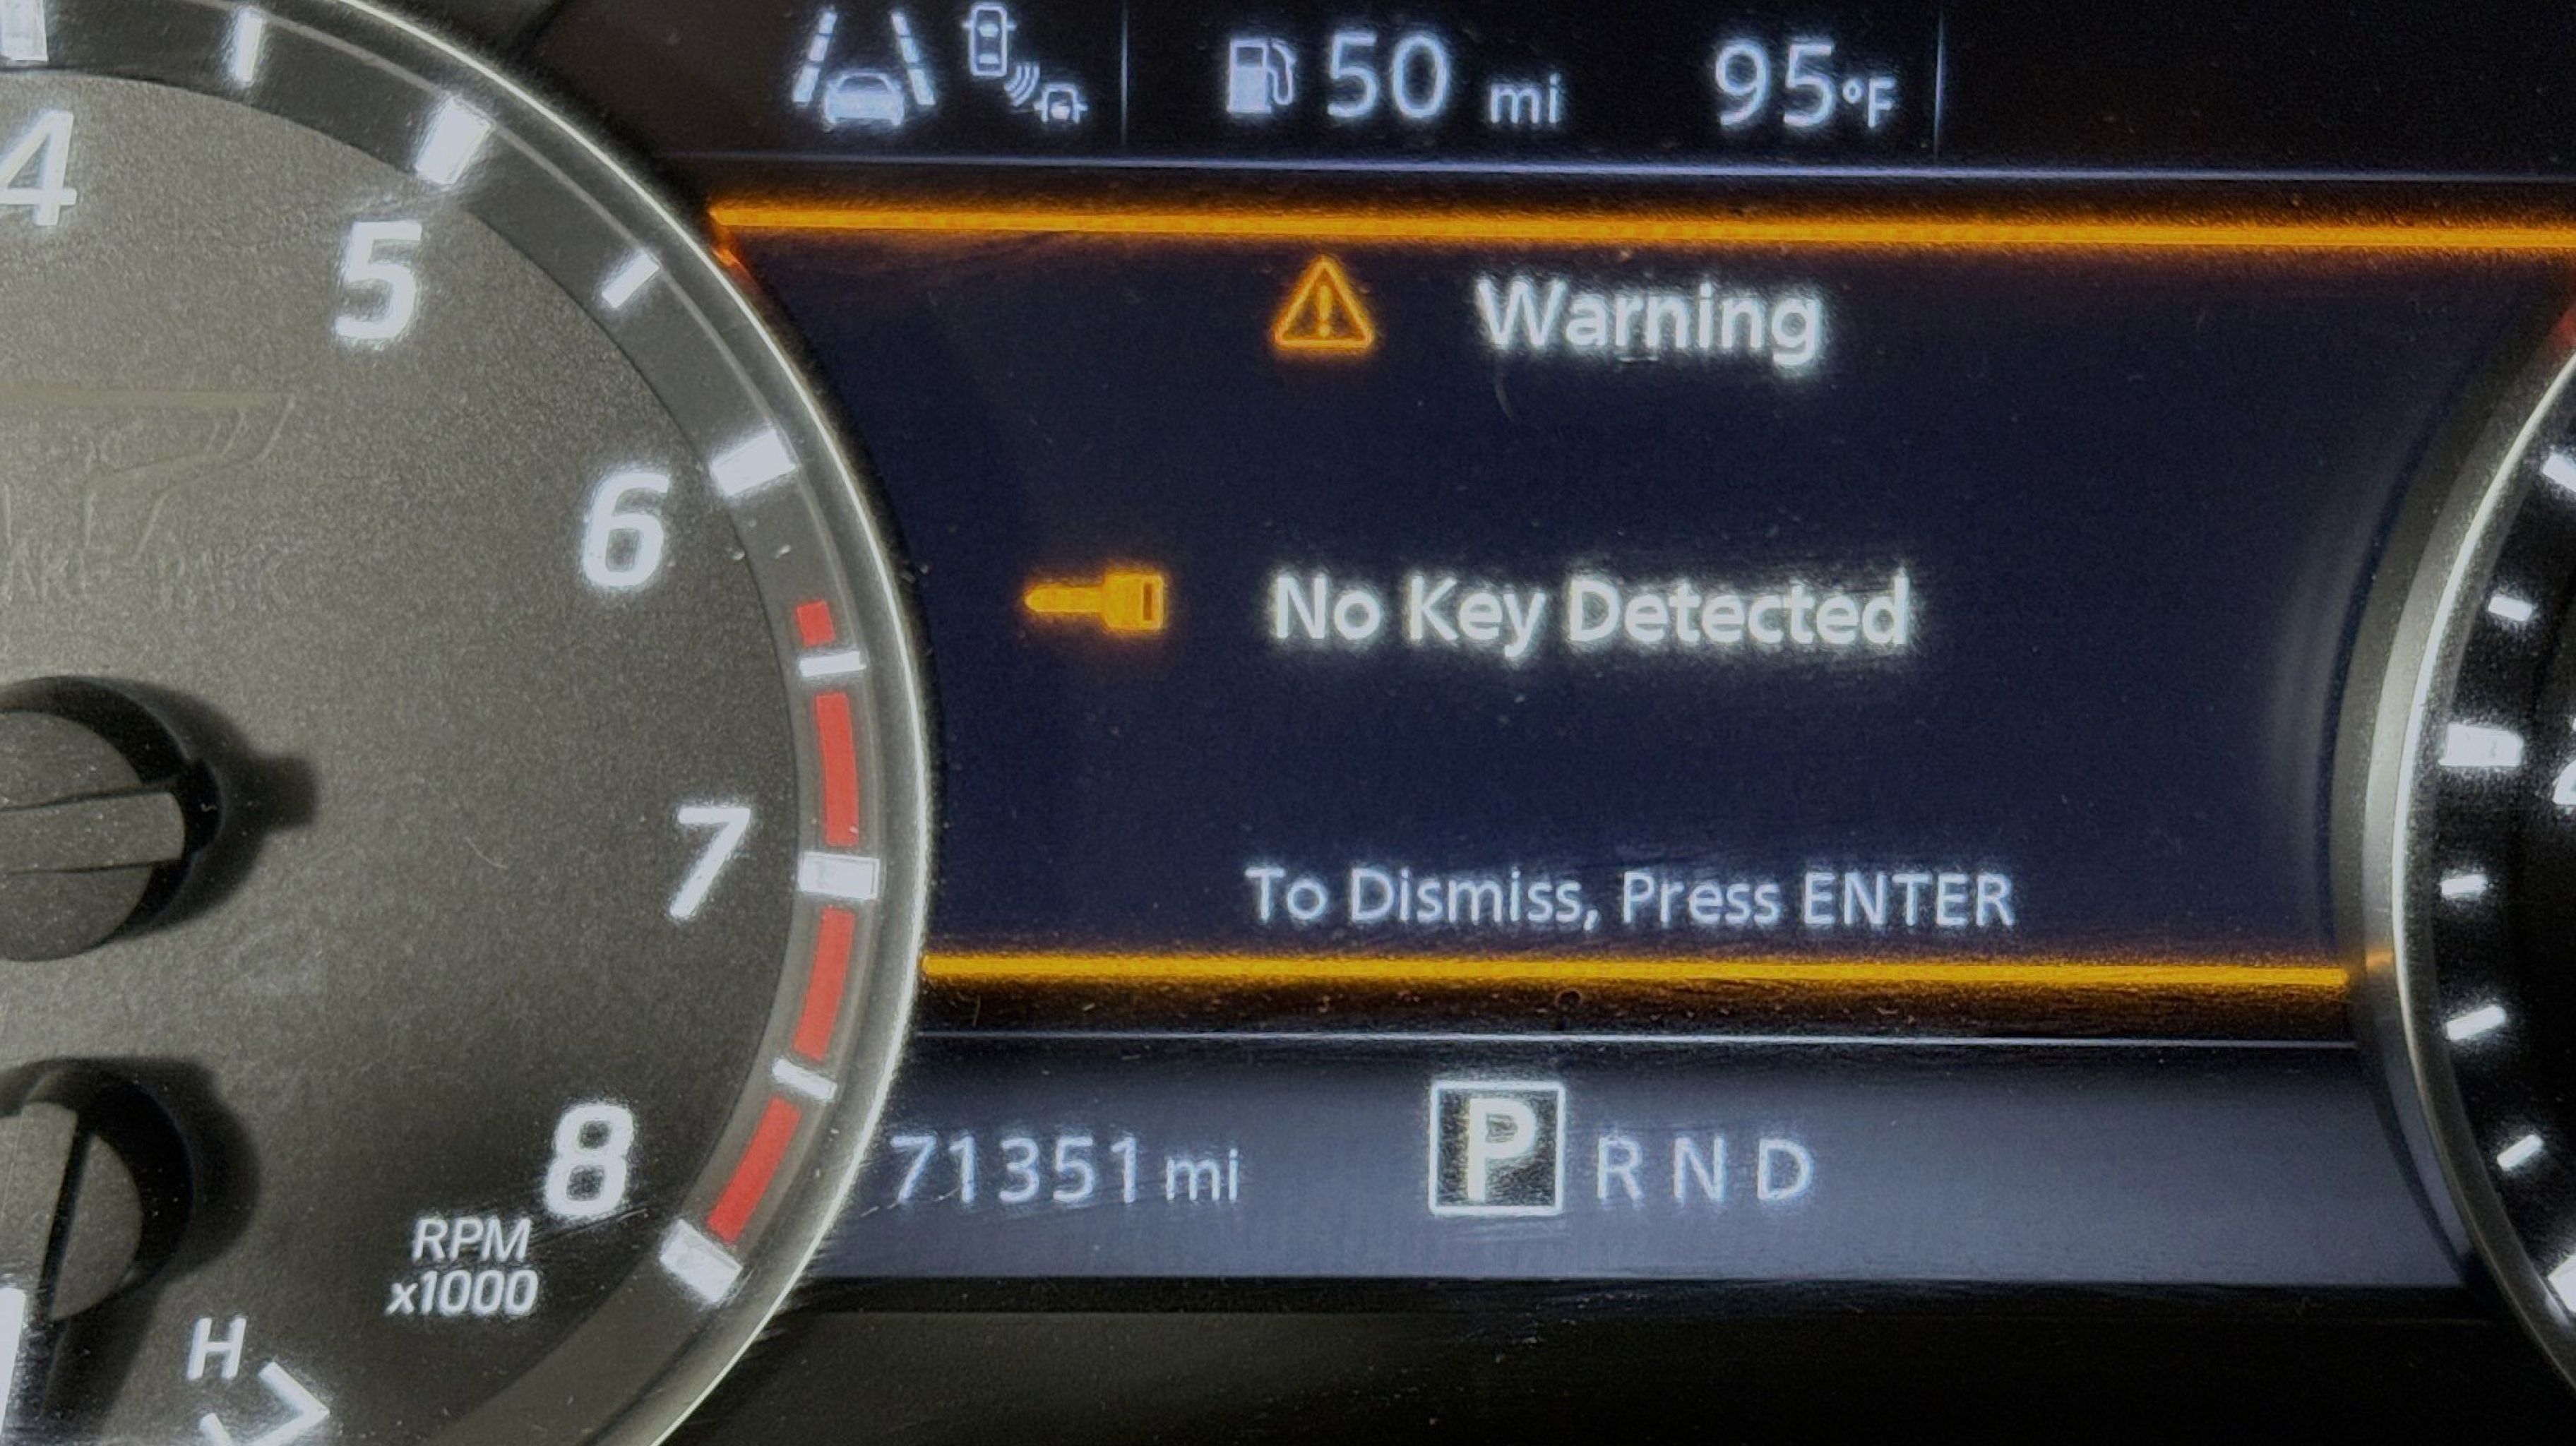 50 mi 95°F
4
5
Warning
6
No Key Detected
7
To Dismiss, Press ENTER
8
71351 mi P R N D
RPM
x1000
H